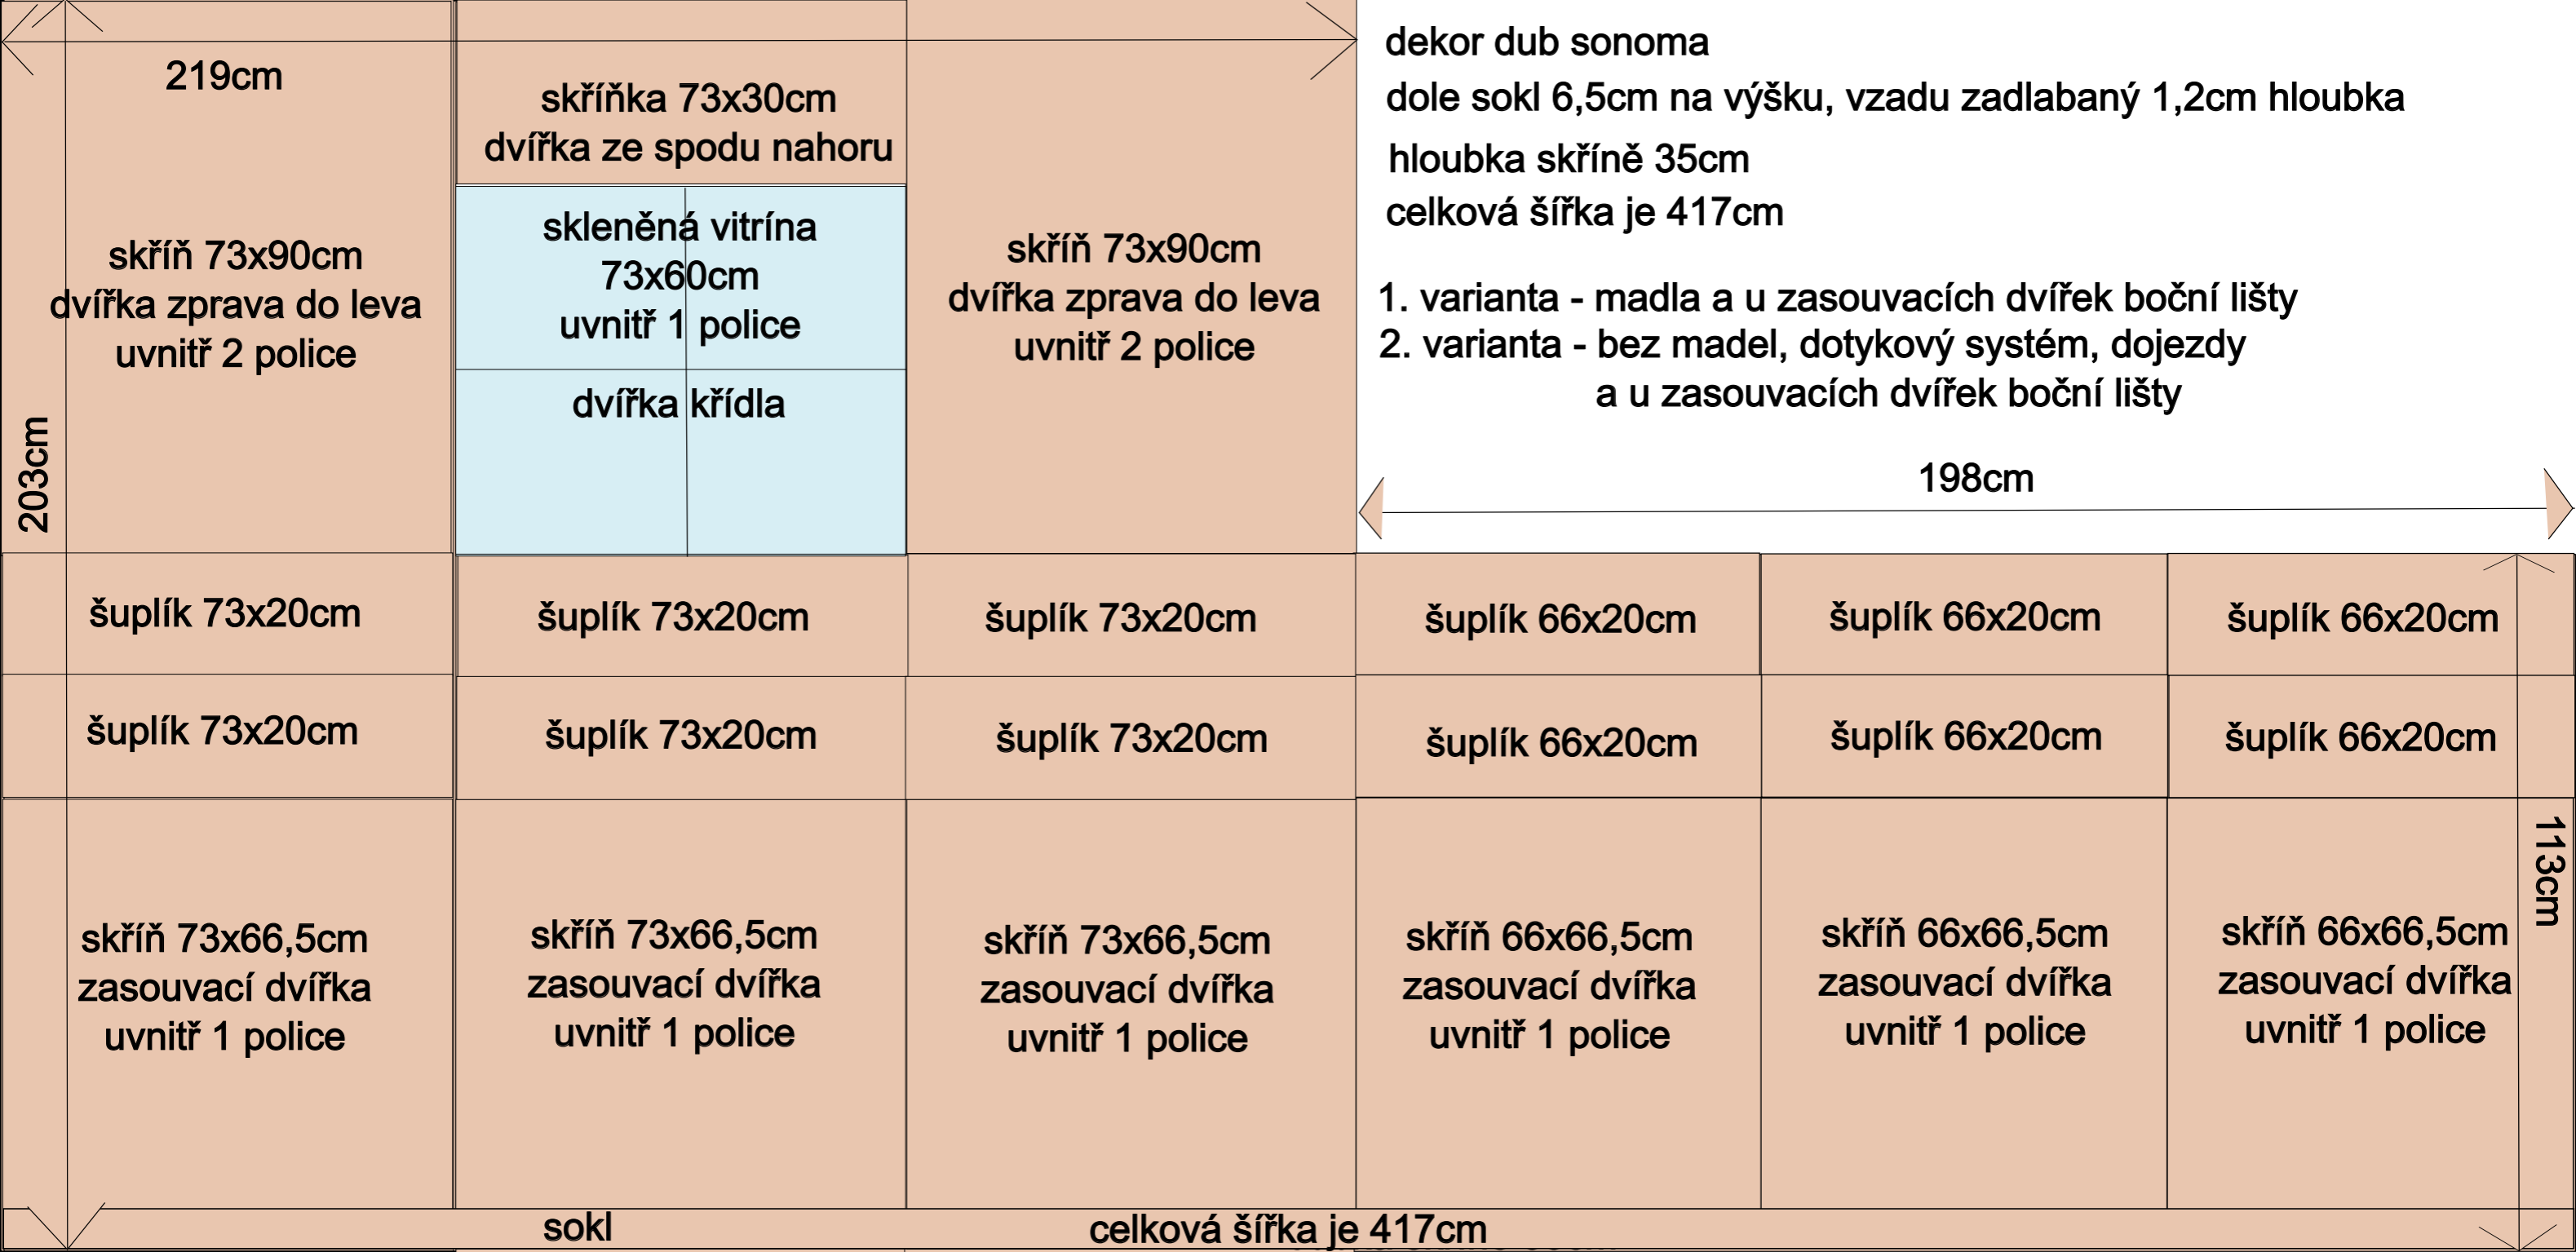 219cm
203cm
skříň 73x90cm
dvířka zprava do leva
uvnitř 2 police
skříňka 73x30cm
dvířka ze spodu nahoru
skleněná vitrína
73x60cm
uvnitř 1 police
dvířka křídla
skříň 73x90cm
dvířka zprava do leva
uvnitř 2 police
dekor dub sonoma
dole sokl 6,5cm na výšku, vzadu zadlabaný 1,2cm hloubka
hloubka skříně 35cm
celková šířka je 417cm
1. varianta - madla a u zasouvacích dvířek boční lišty
2. varianta - bez madel, dotykový systém, dojezdy
a u zasouvacích dvířek boční lišty
198cm
šuplík 73x20cm
šuplík 73x20cm
šuplík 73x20cm
šuplík 66x20cm
šuplík 66x20cm
šuplík 66x20cm
šuplík 73x20cm
šuplík 73x20cm
šuplík 73x20cm
šuplík 66x20cm
šuplík 66x20cm
šuplík 66x20cm
113cm
skříň 73x66,5cm
zasouvací dvířka
uvnitř 1 police
skříň 73x66,5cm
zasouvací dvířka
uvnitř 1 police
skříň 73x66,5cm
zasouvací dvířka
uvnitř 1 police
skříň 66x66,5cm
zasouvací dvířka
uvnitř 1 police
skříň 66x66,5cm
zasouvací dvířka
uvnitř 1 police
skříň 66x66,5cm
zasouvací dvířka
uvnitř 1 police
sokl
celková šířka je 417cm